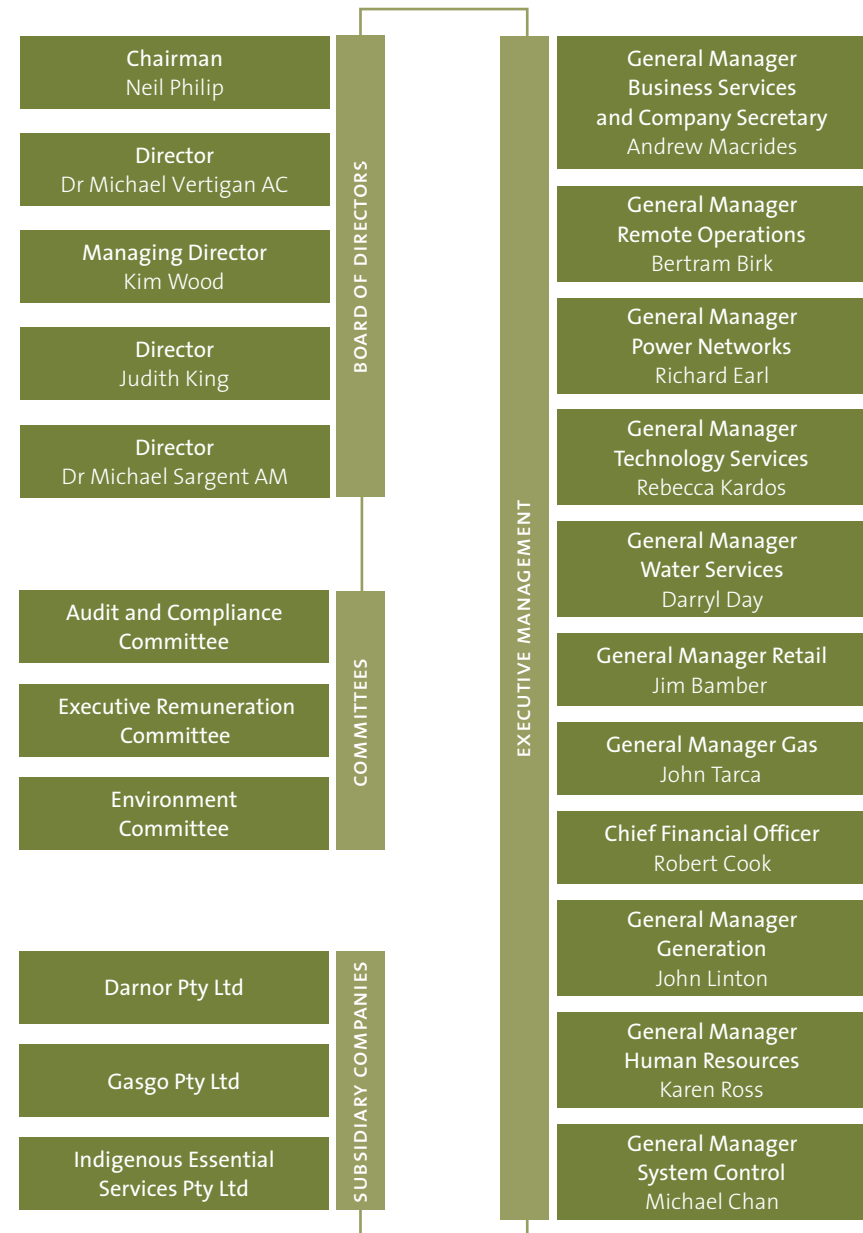 Chairman
Neil Philip
Director
Dr Michael Vertigan AC
Managing Director
Kim Wood
Director
Judith King
Director
Dr Michael Sargent AM
BOARD OF DIRECTORS
Audit and Compliance
Committee
Executive Remuneration
Committee
Environment
Committee
COMMITTEES
Darnor Pty Ltd
Gasgo Pty Ltd
Indigenous Essential
Services Pty Ltd
SUBSIDIARY COMPANIES
EXECUTIVE MANAGEMENT
General Manager
Business Services
and Company Secretary
Andrew Macrides
General Manager
Remote Operations
Bertram Birk
General Manager
Power Networks
Richard Earl
General Manager
Technology Services
Rebecca Kardos
General Manager
Water Services
Darryl Day
General Manager Retail
Jim Bamber
General Manager Gas
John Tarca
Chief Financial Officer
Robert Cook
General Manager
Generation
John Linton
General Manager
Human Resources
Karen Ross
General Manager
System Control
Michael Chan